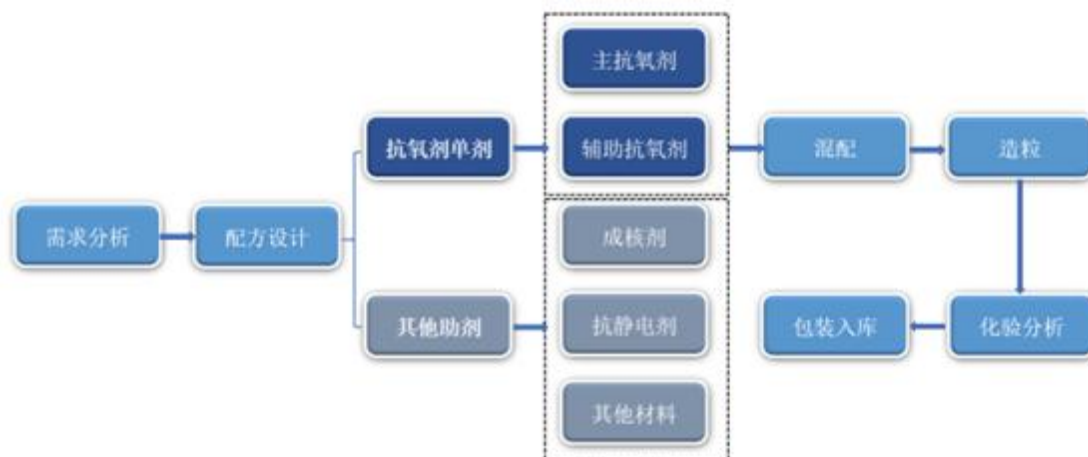 需求分析
配方设计
抗氧剂单剂
其他助剂
主抗氧剂
辅助抗氧剂
成核剂
抗静电剂
其他材料
混配
造粒
化验分析
包装入库